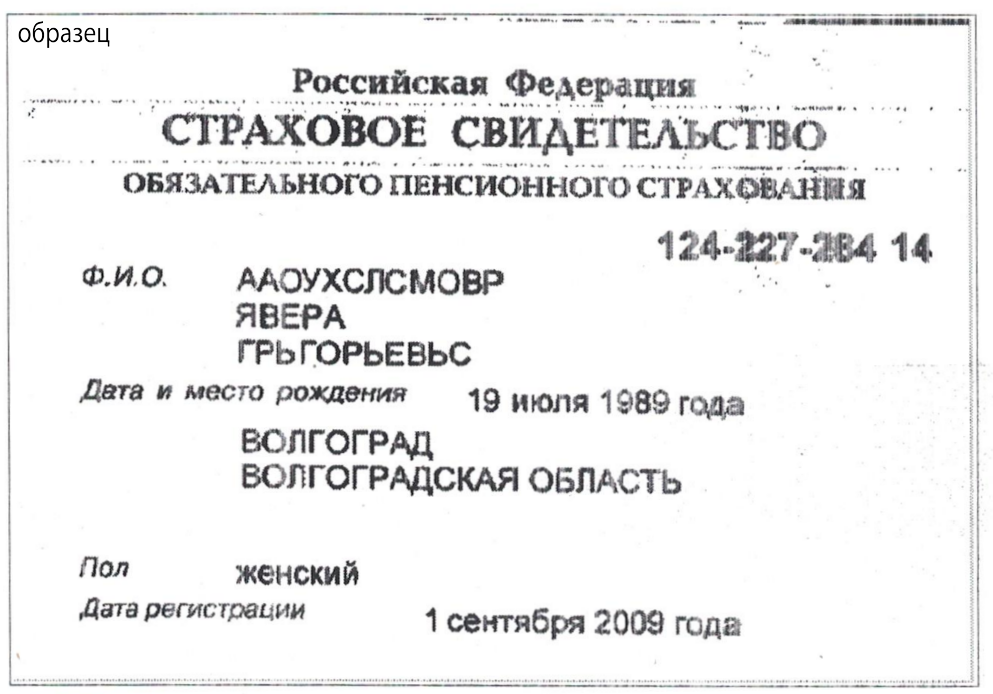 образец
Российская Федерация
СТРАХОВОЕ СВИДЕТЕЛЬСТВО
ОБЯЗАТЕЛЬНОГО ПЕНСИОННОГО СТРАХОВАНИЯ
124-227-284 14
Ф.И.О. ААОУХСЛСМОВР
ЯВЕРА
ГРЬГОРЬЕВЬС
Дата и место рождения 19 июля 1989 года
ВОЛГОГРАД
ВОЛГОГРАДСКАЯ ОБЛАСТЬ
Пол женский
Дата регистрации 1 сентября 2009 года